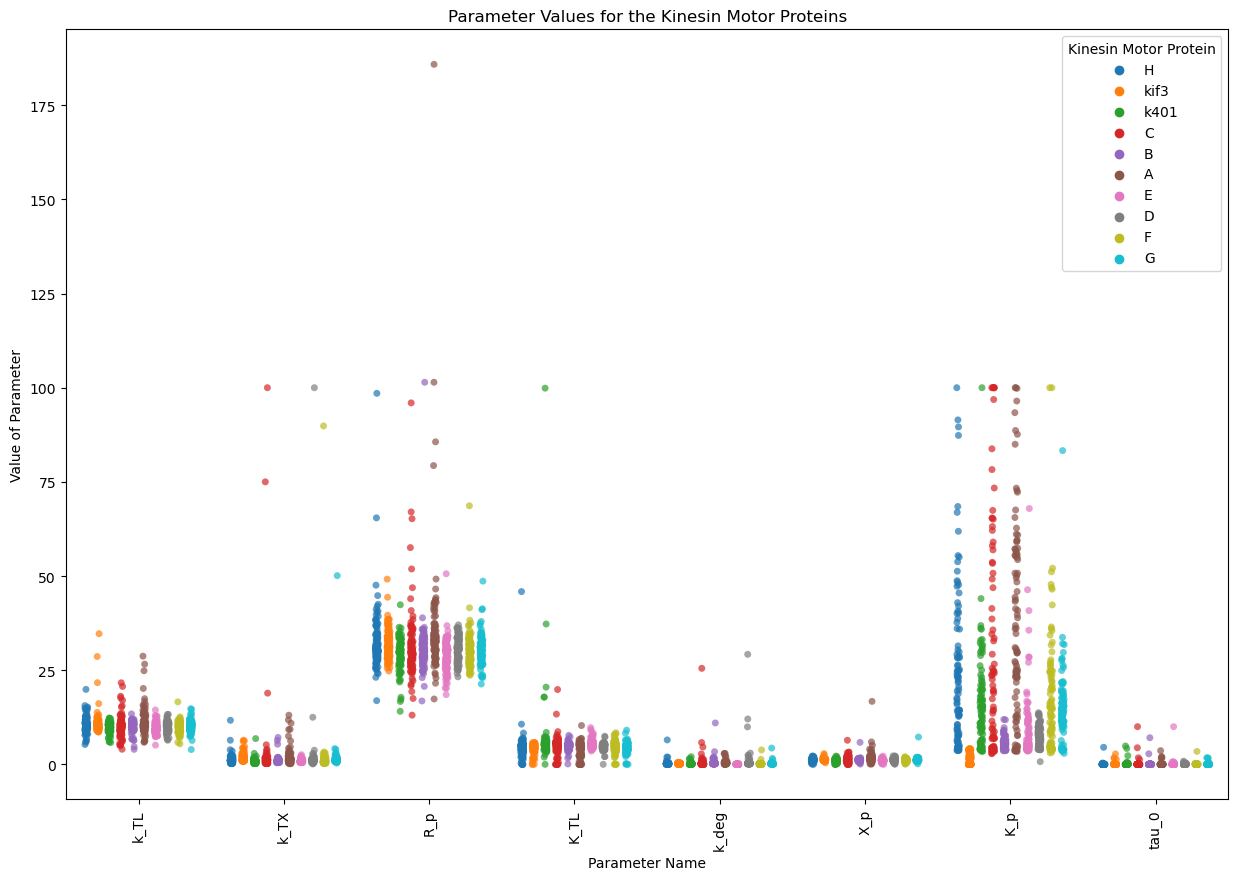 Parameter Values for the Kinesin Motor Proteins
Kinesin Motor Protein
H
kif3
k401
C
B
A
E
D
F
G
Value of Parameter
175
150
125
100
75
50
25
0
k_TL
k_TX
R_p
K_TL
k_deg
X_p
K_p
tau_0
Parameter Name